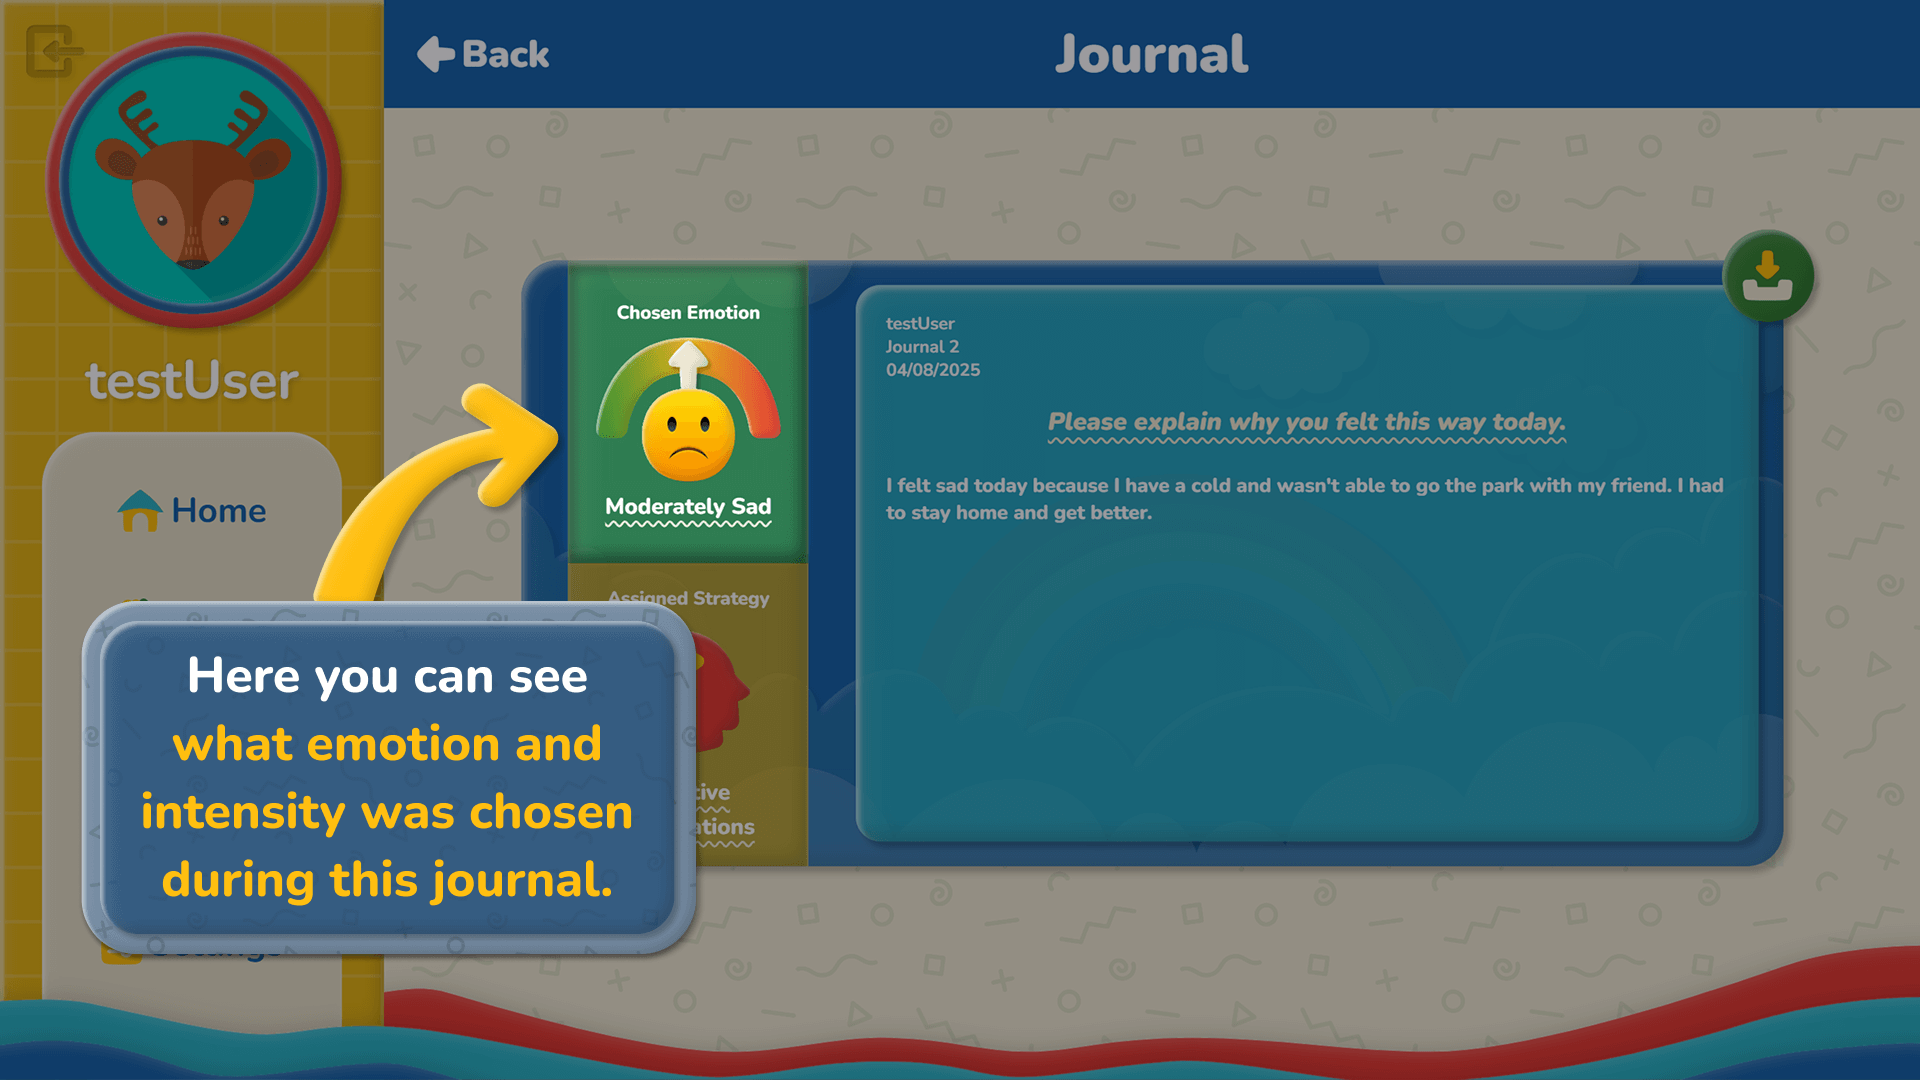 Back
Journal
testUser
Home
Chosen Emotion
Moderately Sad
Assigned Strategy
testUser
Journal 2
04/08/2025
Please explain why you felt this way today.
I felt sad today because I have a cold and wasn't able to go the park with my friend. I had
to stay home and get better.
Here you can see
what emotion and
intensity was chosen
during this journal.